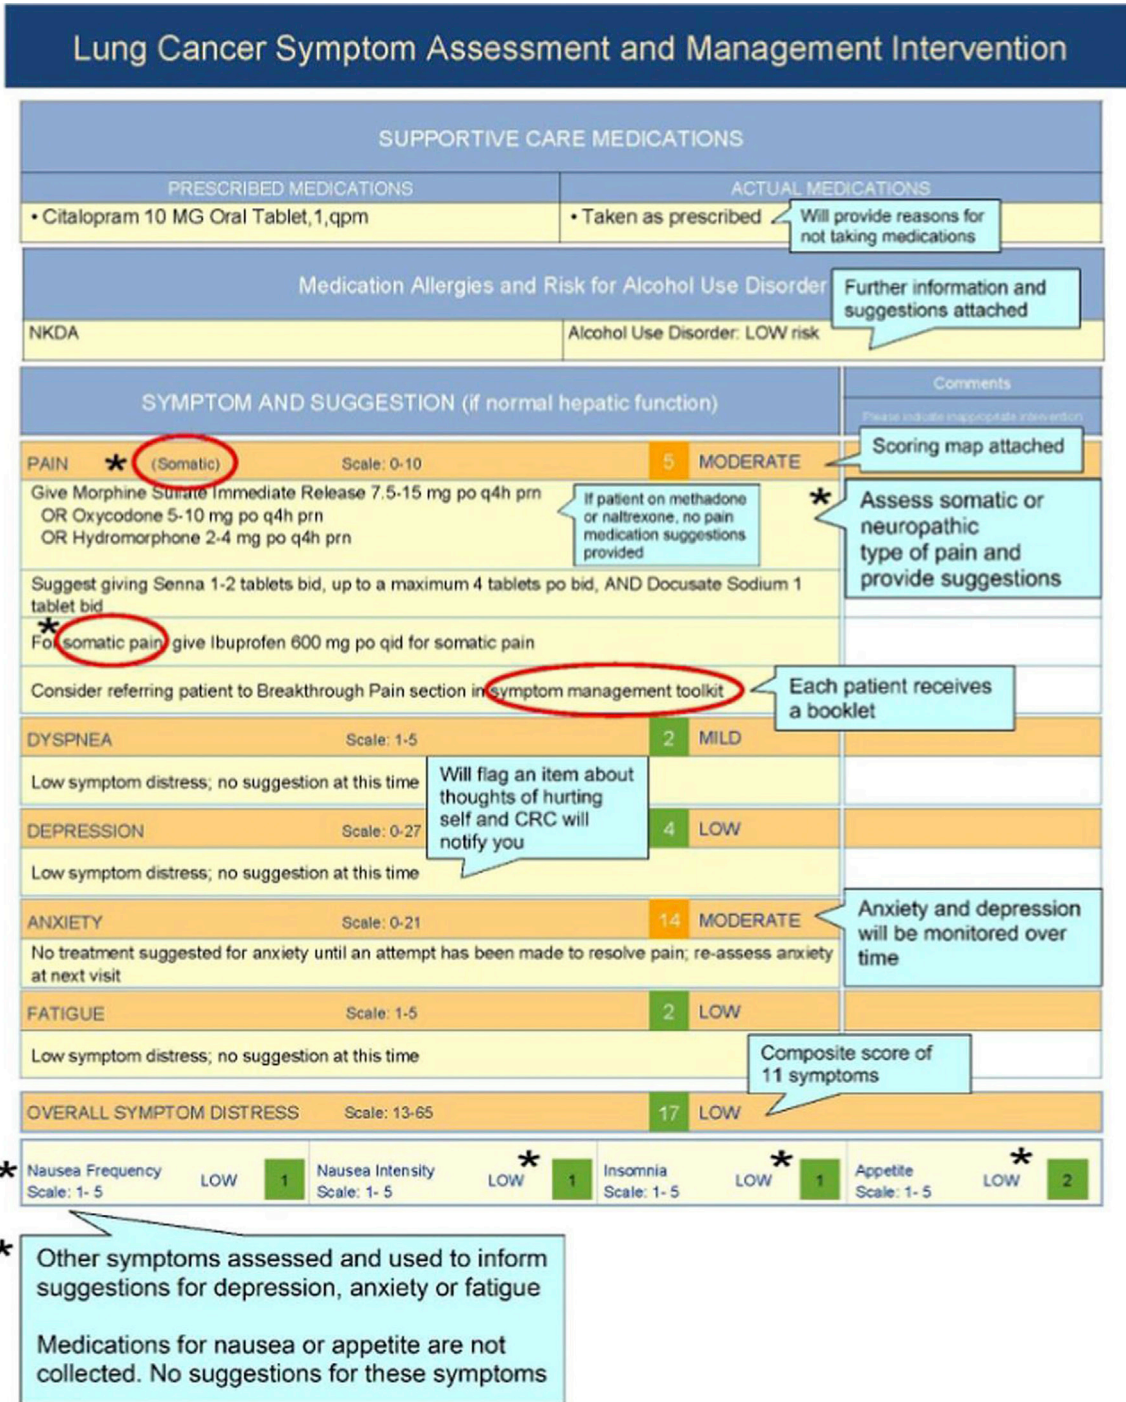 Lung Cancer Symptom Assessment and Management Intervention
SUPPORTIVE CARE MEDICATIONS
PRESCRIBED MEDICATIONS
ACTUAL MEDICATIONS
• Citalopram 10 MG Oral Tablet,1,qpm
• Taken as prescribed
Will provide reasons for
not taking medications
Medication Allergies and Risk for Alcohol Use Disorder
Further information and
suggestions attached
NKDA
Alcohol Use Disorder: LOW risk
SYMPTOM AND SUGGESTION (if normal hepatic function)
Comments
Please indicate inappropriate intervention
Scoring map attached
PAIN * (Somatic) Scale: 0-10 5 MODERATE
Give Morphine Sulfate Immediate Release 7.5-15 mg po q4h prn
OR Oxycodone 5-10 mg po q4h prn
OR Hydromorphone 2-4 mg po q4h prn
If patient on methadone
or naltrexone, no pain
medication suggestions
provided
*
Assess somatic or
neuropathic
type of pain and
provide suggestions
Suggest giving Senna 1-2 tablets bid, up to a maximum 4 tablets po bid, AND Docusate Sodium 1
tablet bid
*
For somatic pain, give Ibuprofen 600 mg po qid for somatic pain
Consider referring patient to Breakthrough Pain section in symptom management toolkit
Each patient receives
a booklet
DYSPNEA Scale: 1-5 2 MILD
Low symptom distress; no suggestion at this time
Will flag an item about
thoughts of hurting
self and CRC will
notify you
DEPRESSION Scale: 0-27 4 LOW
Low symptom distress; no suggestion at this time
ANXIETY Scale: 0-21 14 MODERATE
Anxiety and depression
will be monitored over
time
No treatment suggested for anxiety until an attempt has been made to resolve pain; re-assess anxiety
at next visit
FATIGUE Scale: 1-5 2 LOW
Low symptom distress; no suggestion at this time
Composite score of
11 symptoms
OVERALL SYMPTOM DISTRESS Scale: 13-65 17 LOW
* Nausea Frequency
Scale: 1- 5
LOW 1
Nausea Intensity
Scale: 1- 5
LOW * 1
Insomnia
Scale: 1- 5
LOW * 1
Appetite
Scale: 1- 5
LOW * 2
*
Other symptoms assessed and used to inform
suggestions for depression, anxiety or fatigue
Medications for nausea or appetite are not
collected. No suggestions for these symptoms